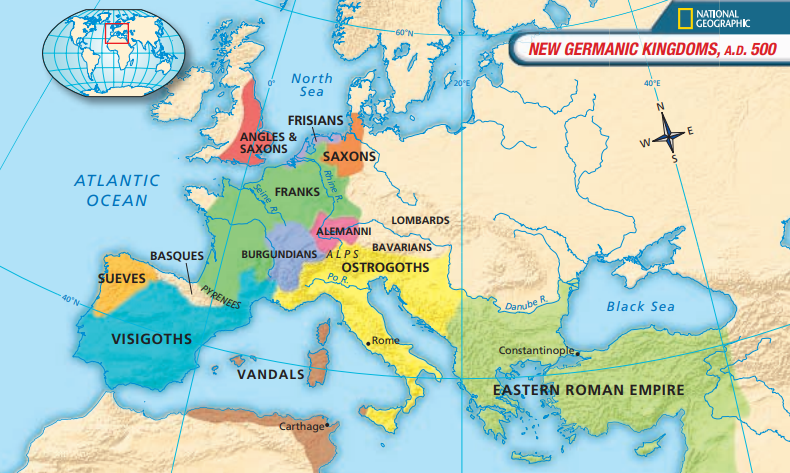 NATIONAL
GEOGRAPHIC
NEW GERMANIC KINGDOMS, A.D. 500
60°N
North
Sea
0°
20°E
40°E
N
W
E
S
FRISIANS
ANGLES &
SAXONS
SAXONS
ATLANTIC
OCEAN
Seine R.
FRANKS
Rhine R.
LOMBARDS
ALEMANNI
BASQUES
BURGUNDIANS
ALPS
BAVARIANS
SUEVES
OSTROGOTHS
Po R.
PYRENEES
40°N
Danube R.
Black Sea
VISIGOTHS
Rome
Constantinople
VANDALS
EASTERN ROMAN EMPIRE
Carthage